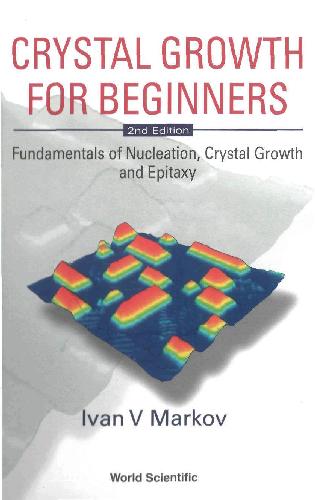 CRYSTAL GROWTH
FOR BEGINNERS
2nd Edition
Fundamentals of Nucleation, Crystal Growth
and Epitaxy
Ivan V Markov
World Scientific